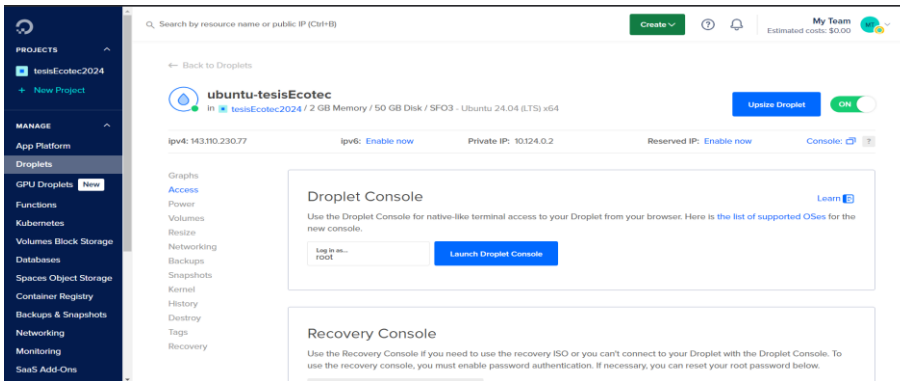 Search by resource name or public IP (Ctrl+B)
Create
My Team
Estimated costs: $0.00
MT
PROJECTS
tesisEcotec2024
+ New Project
MANAGE
App Platform
Droplets
GPU Droplets New
Functions
Kubernetes
Volumes Block Storage
Databases
Spaces Object Storage
Container Registry
Backups & Snapshots
Networking
Monitoring
SaaS Add-Ons
← Back to Droplets
ubuntu-tesisEcotec
in tesisEcotec2024 / 2 GB Memory / 50 GB Disk / SFO3 - Ubuntu 24.04 (LTS) x64
Upsize Droplet
ON
ipv4: 143.110.230.77 ipv6: Enable now Private IP: 10.124.0.2 Reserved IP: Enable now Console: ?
Graphs
Access
Power
Volumes
Resize
Networking
Backups
Snapshots
Kernel
History
Destroy
Tags
Recovery
Droplet Console
Learn
Use the Droplet Console for native-like terminal access to your Droplet from your browser. Here is the list of supported OSes for the
new console.
Log in as...
root
Launch Droplet Console
Recovery Console
Use the Recovery Console if you need to use the recovery ISO or you can't connect to your Droplet with the Droplet Console. To
use the recovery console, you must enable password authentication. If necessary, you can reset your root password below.